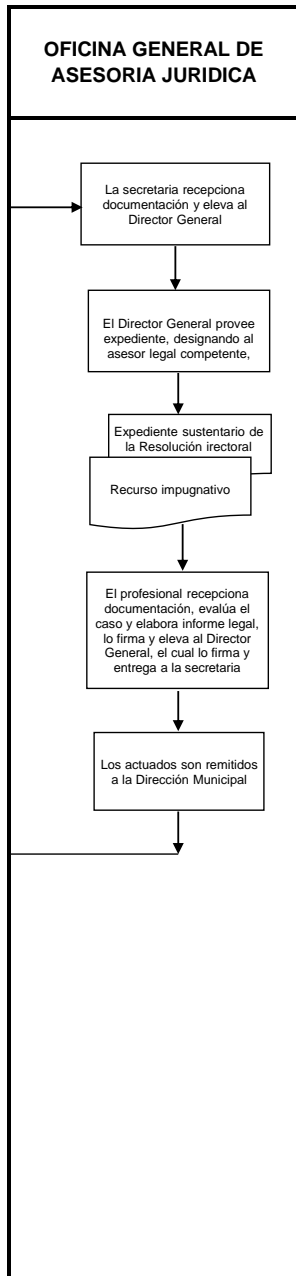 OFICINA GENERAL DE
ASESORIA JURIDICA
La secretaria recepciona
documentación y eleva al
Director General
El Director General provee
expediente, designando al
asesor legal competente,
Expediente sustentario de
la Resolución irectoral
Recurso impugnativo
El profesional recepciona
documentación, evalúa el
caso y elabora informe legal,
lo firma y eleva al Director
General, el cual lo firma y
entrega a la secretaria
Los actuados son remitidos
a la Dirección Municipal